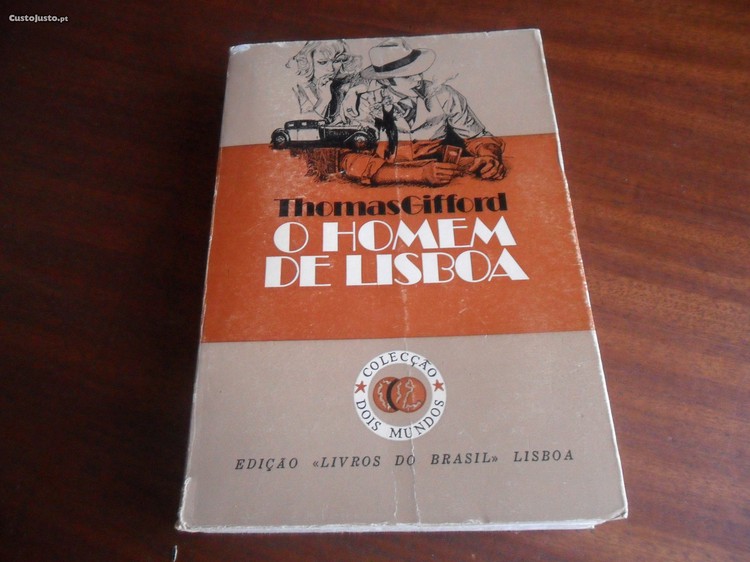 CustoJusto.pt
ThomasGifford
O HOMEM
DE LISBOA
COLECÇÃO
DOIS MUNDOS
EDIÇÃO «LIVROS DO BRASIL» LISBOA